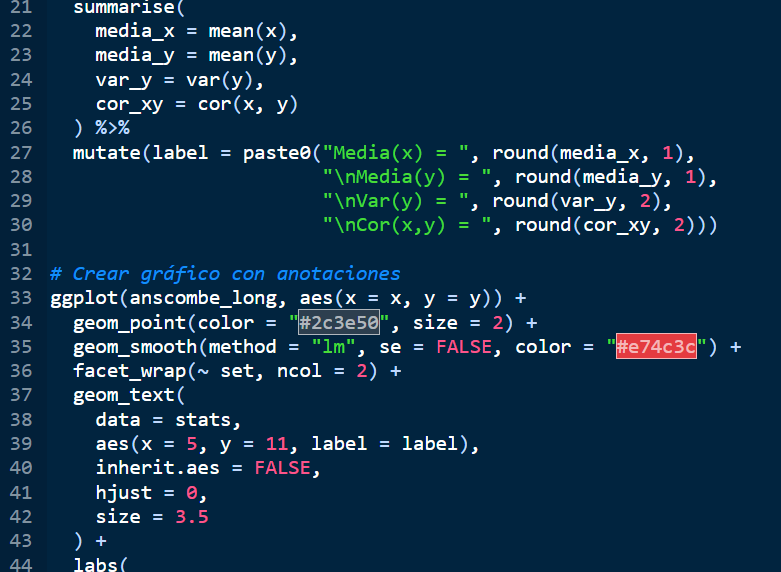 21 summarise(
22 media_x = mean(x),
23 media_y = mean(y),
24 var_y = var(y),
25 cor_xy = cor(x, y)
26 ) %>%
27 mutate(label = paste0("Media(x) = ", round(media_x, 1),
28 "\nMedia(y) = ", round(media_y, 1),
29 "\nVar(y) = ", round(var_y, 2),
30 "\nCor(x,y) = ", round(cor_xy, 2)))
31
32 # Crear gráfico con anotaciones
33 ggplot(anscombe_long, aes(x = x, y = y)) +
34 geom_point(color = "#2c3e50", size = 2) +
35 geom_smooth(method = "lm", se = FALSE, color = "#e74c3c") +
36 facet_wrap(~ set, ncol = 2) +
37 geom_text(
38 data = stats,
39 aes(x = 5, y = 11, label = label),
40 inherit.aes = FALSE,
41 hjust = 0,
42 size = 3.5
43 ) +
44 labs(